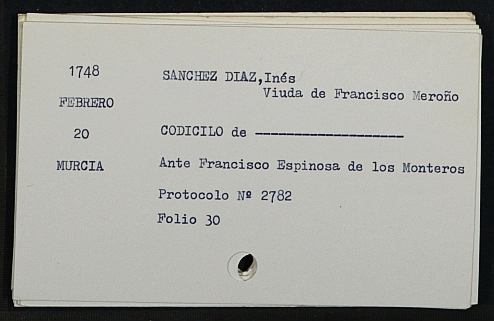 1748
SANCHEZ DIAZ,Inés
Viuda de Francisco Meroño
FEBRERO
20
CODICILO de -------------------
MURCIA
Ante Francisco Espinosa de los Monteros
Protocolo Nº 2782
Folio 30